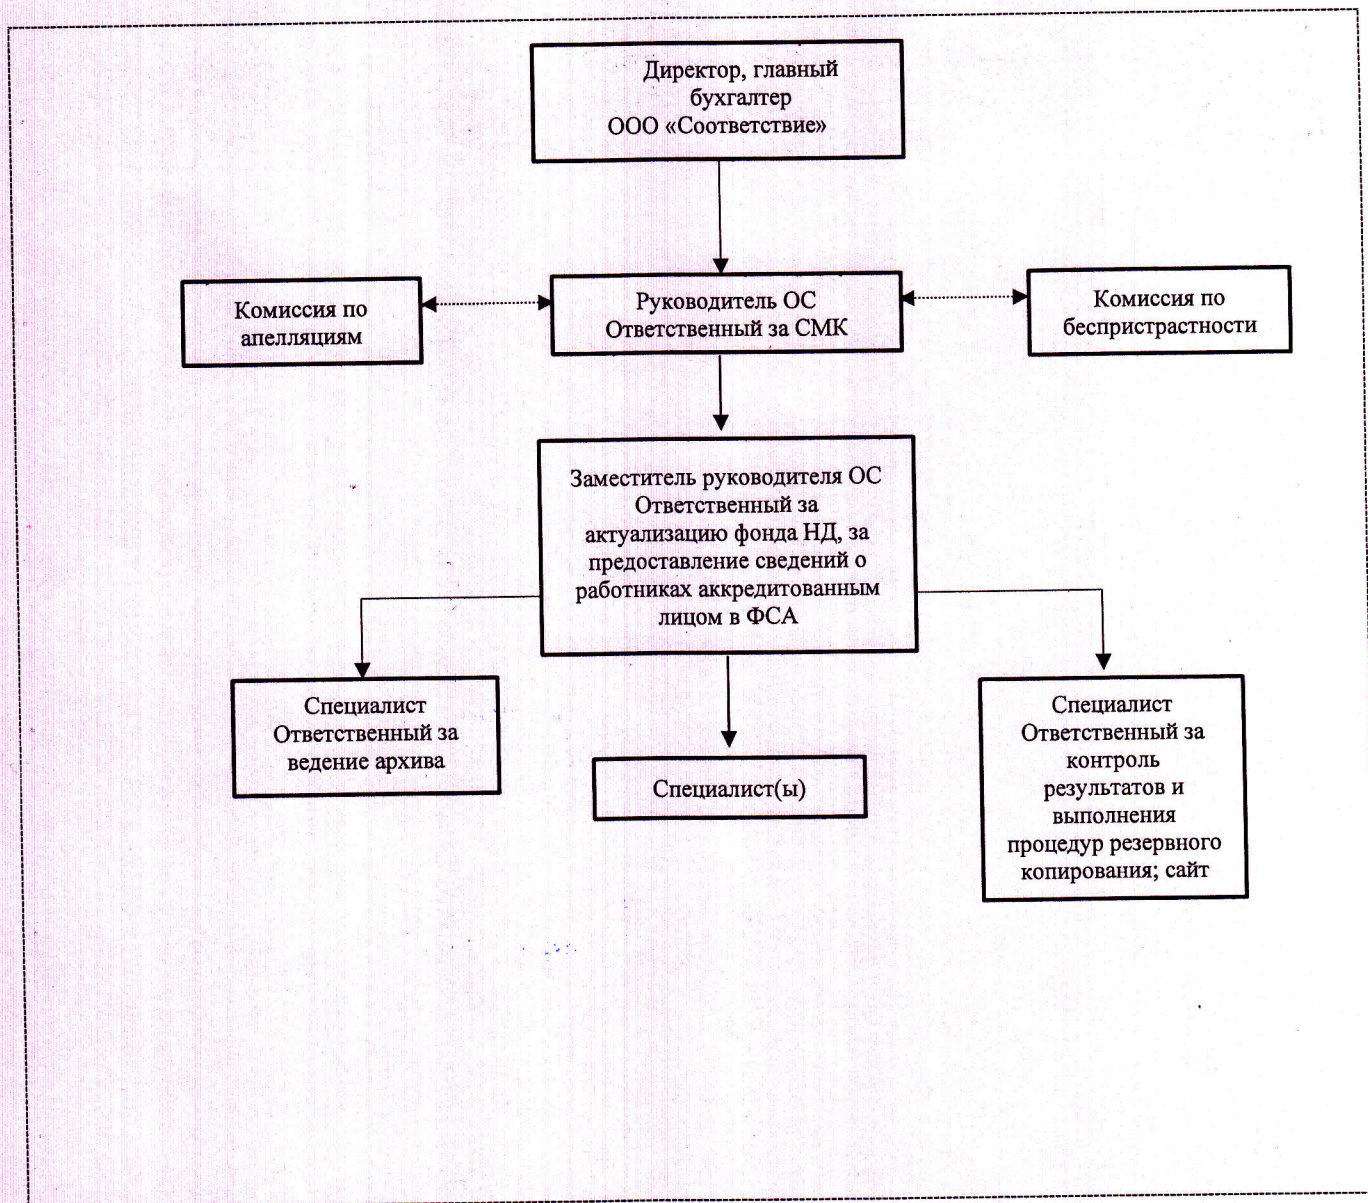 Директор, главный
бухгалтер
ООО «Соответствие»
Комиссия по
апелляциям
Руководитель ОС
Ответственный за СМК
Комиссия по
беспристрастности
Заместитель руководителя ОС
Ответственный за
актуализацию фонда НД, за
предоставление сведений о
работниках аккредитованным
лицом в ФСА
Специалист
Ответственный за
ведение архива
Специалист(ы)
Специалист
Ответственный за
контроль
результатов и
выполнения
процедур резервного
копирования; сайт